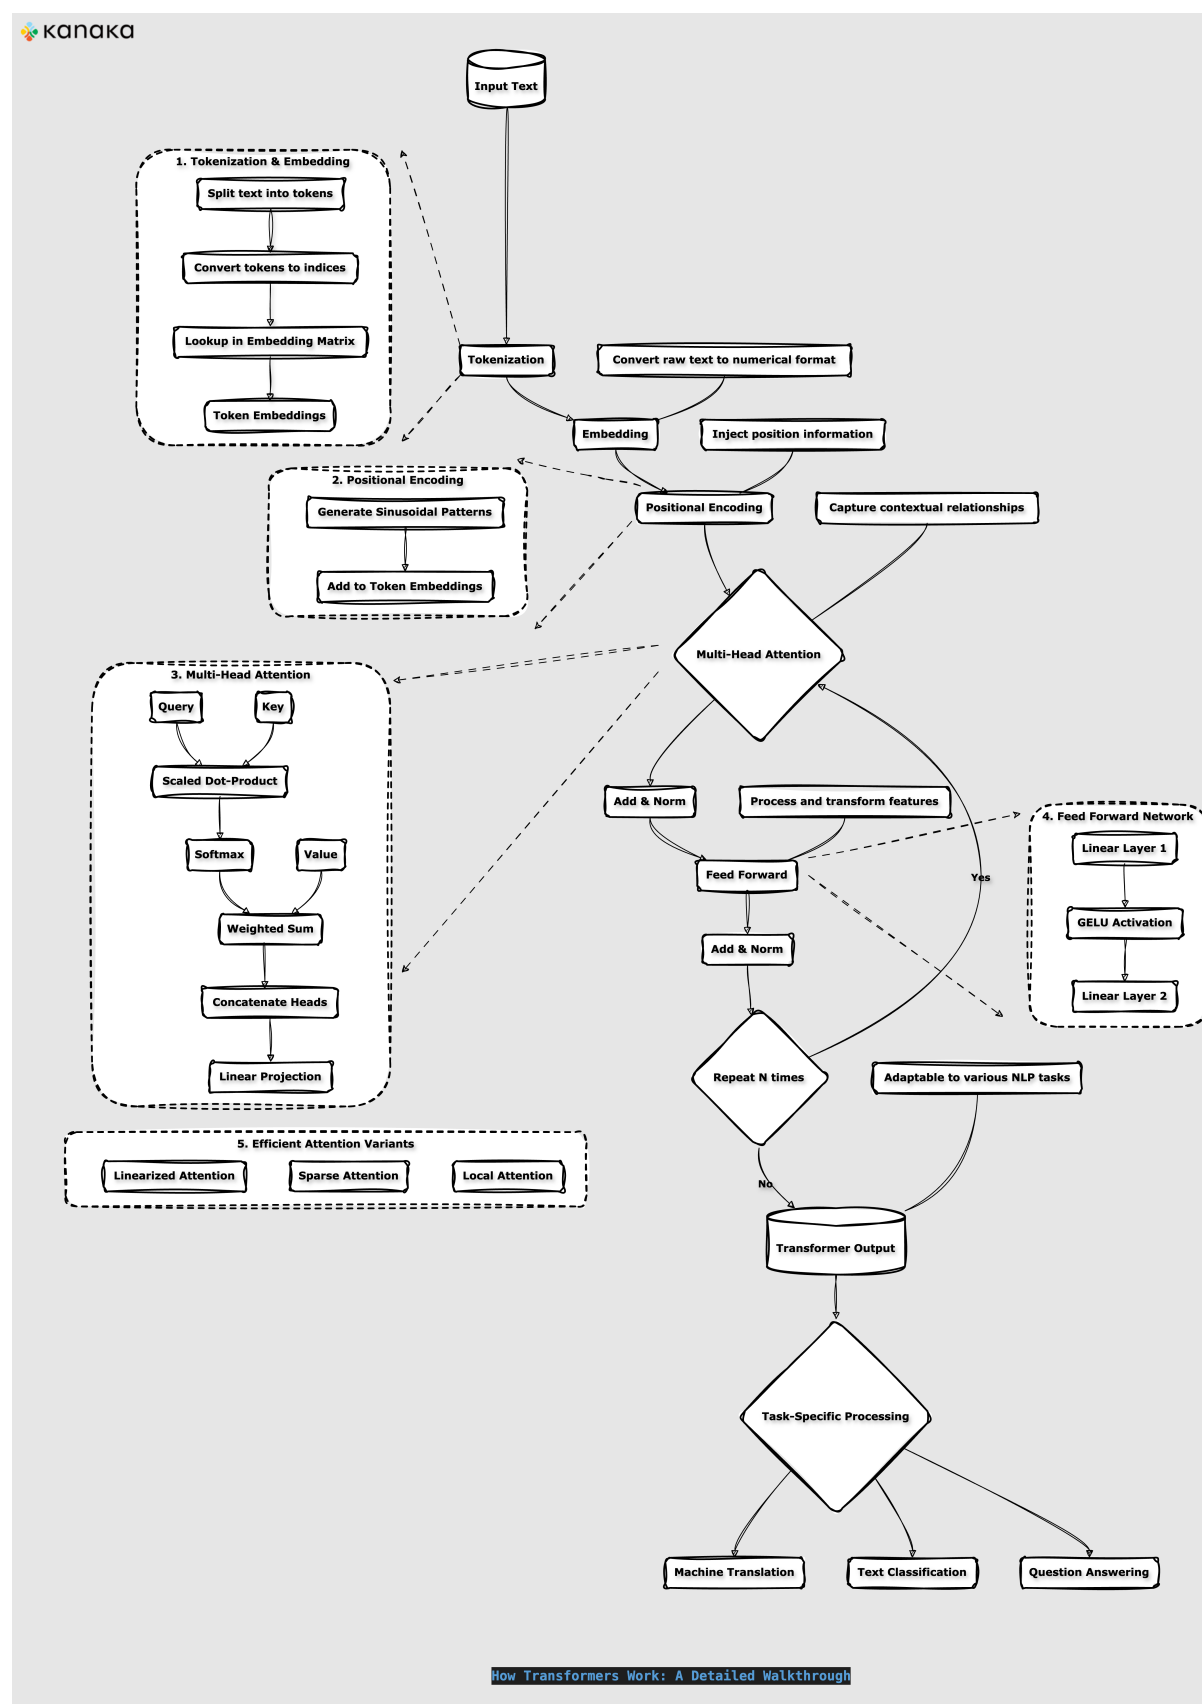 kanaka
Input Text
1. Tokenization & Embedding
Split text into tokens
Convert tokens to indices
Lookup in Embedding Matrix
Token Embeddings
Tokenization
Convert raw text to numerical format
Embedding
Inject position information
2. Positional Encoding
Generate Sinusoidal Patterns
Add to Token Embeddings
Positional Encoding
Capture contextual relationships
Multi-Head Attention
3. Multi-Head Attention
Query
Key
Scaled Dot-Product
Softmax
Value
Weighted Sum
Concatenate Heads
Linear Projection
Add & Norm
Process and transform features
Feed Forward
Yes
4. Feed Forward Network
Linear Layer 1
GELU Activation
Linear Layer 2
Add & Norm
Repeat N times
Adaptable to various NLP tasks
5. Efficient Attention Variants
Linearized Attention
Sparse Attention
Local Attention
No
Transformer Output
Task-Specific Processing
Machine Translation
Text Classification
Question Answering
How Transformers Work: A Detailed Walkthrough